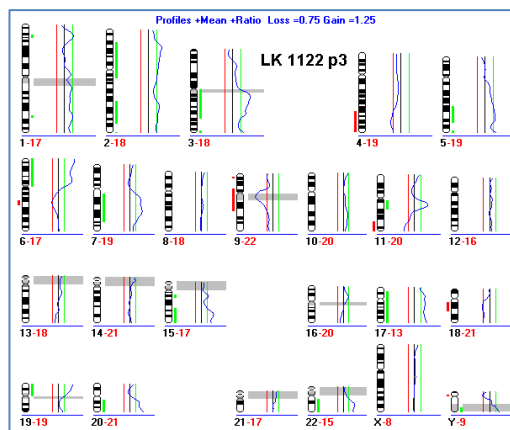 Profiles +Mean +Ratio Loss =0.75 Gain =1.25
LK 1122 p3
1-17 2-18 3-18 4-19 5-19
6-17 7-19 8-18 9-22 10-20 11-20 12-16
13-18 14-21 15-17 16-20 17-13 18-21
19-19 20-21 21-17 22-15 X-8 Y-9